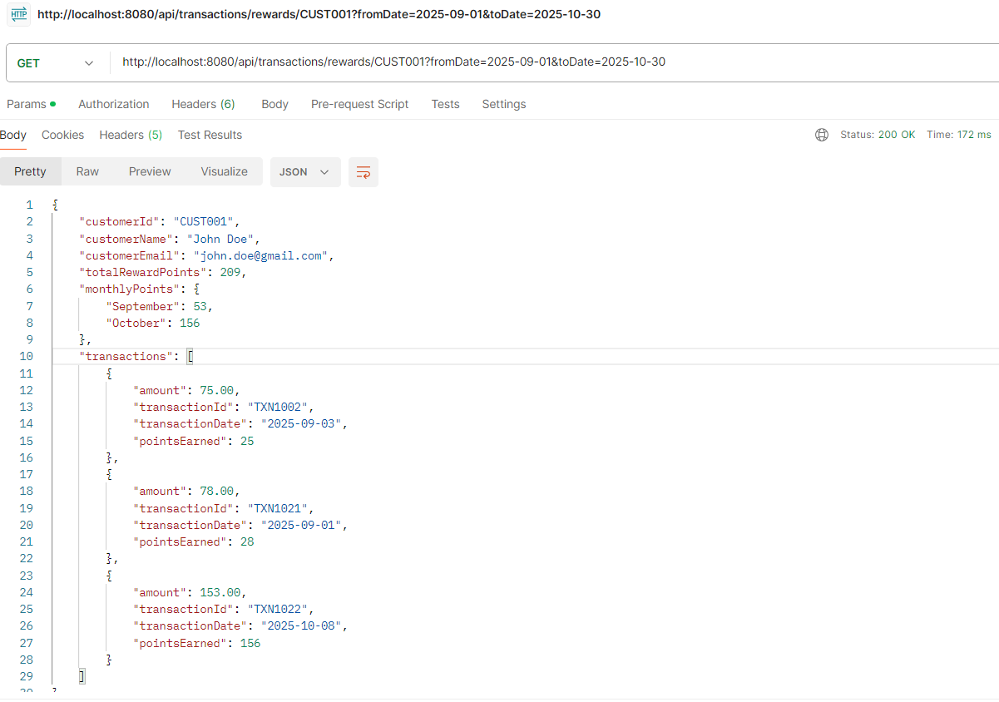 HTTP http://localhost:8080/api/transactions/rewards/CUST001?fromDate=2025-09-01&toDate=2025-10-30
GET http://localhost:8080/api/transactions/rewards/CUST001?fromDate=2025-09-01&toDate=2025-10-30
Params Authorization Headers (6) Body Pre-request Script Tests Settings
Body Cookies Headers (5) Test Results Status: 200 OK Time: 172 ms
Pretty Raw Preview Visualize JSON
1 {
2 "customerId": "CUST001",
3 "customerName": "John Doe",
4 "customerEmail": "john.doe@gmail.com",
5 "totalRewardPoints": 209,
6 "monthlyPoints": {
7 "September": 53,
8 "October": 156
9 },
10 "transactions": [
11 {
12 "amount": 75.00,
13 "transactionId": "TXN1002",
14 "transactionDate": "2025-09-03",
15 "pointsEarned": 25
16 },
17 {
18 "amount": 78.00,
19 "transactionId": "TXN1021",
20 "transactionDate": "2025-09-01",
21 "pointsEarned": 28
22 },
23 {
24 "amount": 153.00,
25 "transactionId": "TXN1022",
26 "transactionDate": "2025-10-08",
27 "pointsEarned": 156
28 }
29 ]
30 }